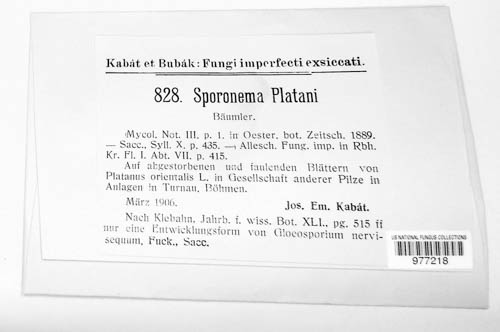 Kabát et Bubák: Fungi imperfecti exsiccati.
828. Sporonema Platani
Bäumler.
Mycol. Not. III, p. 1. in Oester. bot. Zeitsch. 1889.
— Sacc., Syll. X, p. 435. — Allesch. Fung. imp. in Rbh.
Kr. Fl. I. Abt. VII. p. 415.
Auf abgestorbenen und faulenden Blättern von
Platanus orientalis L. in Gesellschaft anderer Pilze in
Anlagen in Turnau, Böhmen.
März 1906. Jos. Em. Kabát.
Nach Klebahn, Jahrb. f. wiss. Bot. XLI., pg. 515 ff
nur eine Entwicklungsform von Gloeosporium nervi-
sequum, Fuck., Sacc.
US NATIONAL FUNGUS COLLECTIONS
977218